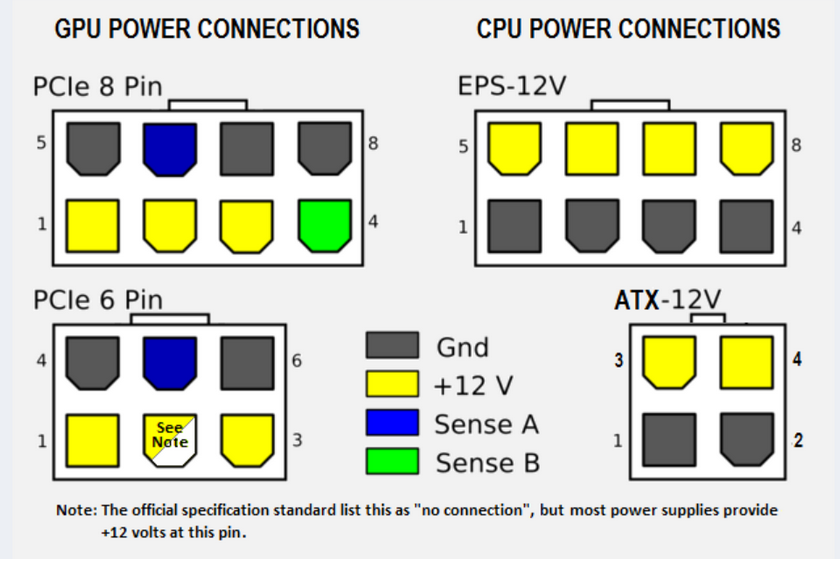 GPU POWER CONNECTIONS
CPU POWER CONNECTIONS
PCIe 8 Pin
5
8
1
4
EPS-12V
5
8
1
4
PCIe 6 Pin
4
6
1
See
Note
3
Gnd
+12 V
Sense A
Sense B
ATX-12V
3
4
1
2
Note: The official specification standard list this as "no connection", but most power supplies provide
+12 volts at this pin.